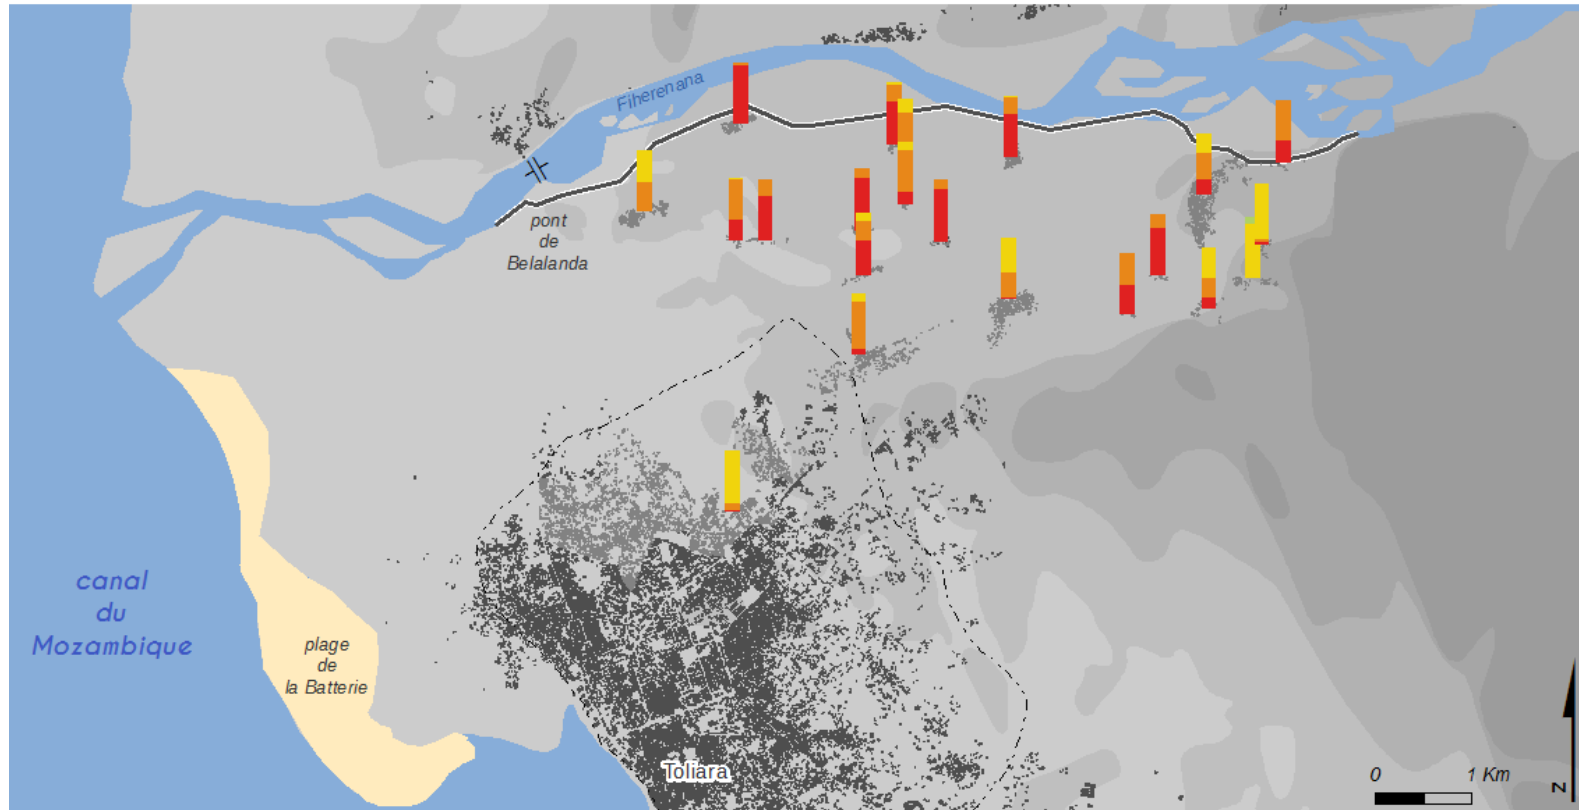 Fiherenana
pont
de
Belalanda
canal
du
Mozambique
plage
de
la Batterie
Toliara
0 1 Km
N